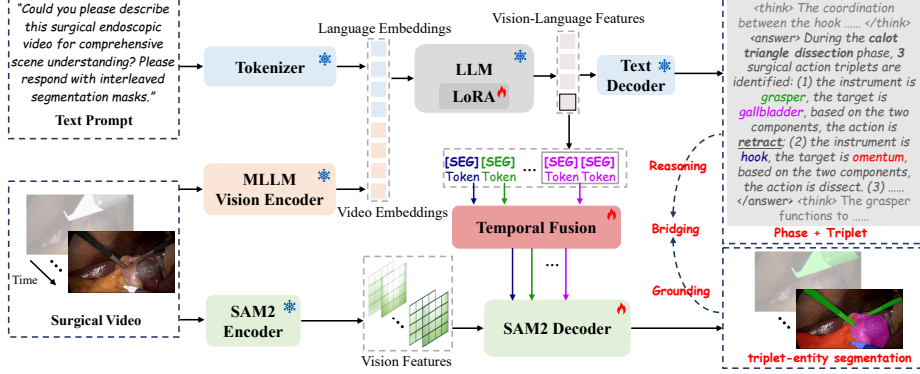 "Could you please describe
this surgical endoscopic
video for comprehensive
scene understanding? Please
respond with interleaved
segmentation masks."
Text Prompt
Language Embeddings
Tokenizer
LLM
LoRA
Vision-Language Features
Text
Decoder
MLLM
Vision Encoder
Video Embeddings
[SEG] [SEG] ... [SEG] [SEG]
Token Token Token Token
Temporal Fusion
...
Time
Surgical Video
SAM2
Encoder
Vision Features
SAM2 Decoder
Reasoning
Bridging
Grounding
<think> The coordination
between the hook ...... </think>
<answer> During the calot
triangle dissection phase, 3
surgical action triplets are
identified: (1) the instrument is
grasper, the target is
gallbladder, based on the two
components, the action is
retract; (2) the instrument is
hook, the target is omentum,
based on the two components,
the action is dissect. (3) ......
</answer> <think> The grasper
functions to ......
Phase + Triplet
triplet-entity segmentation